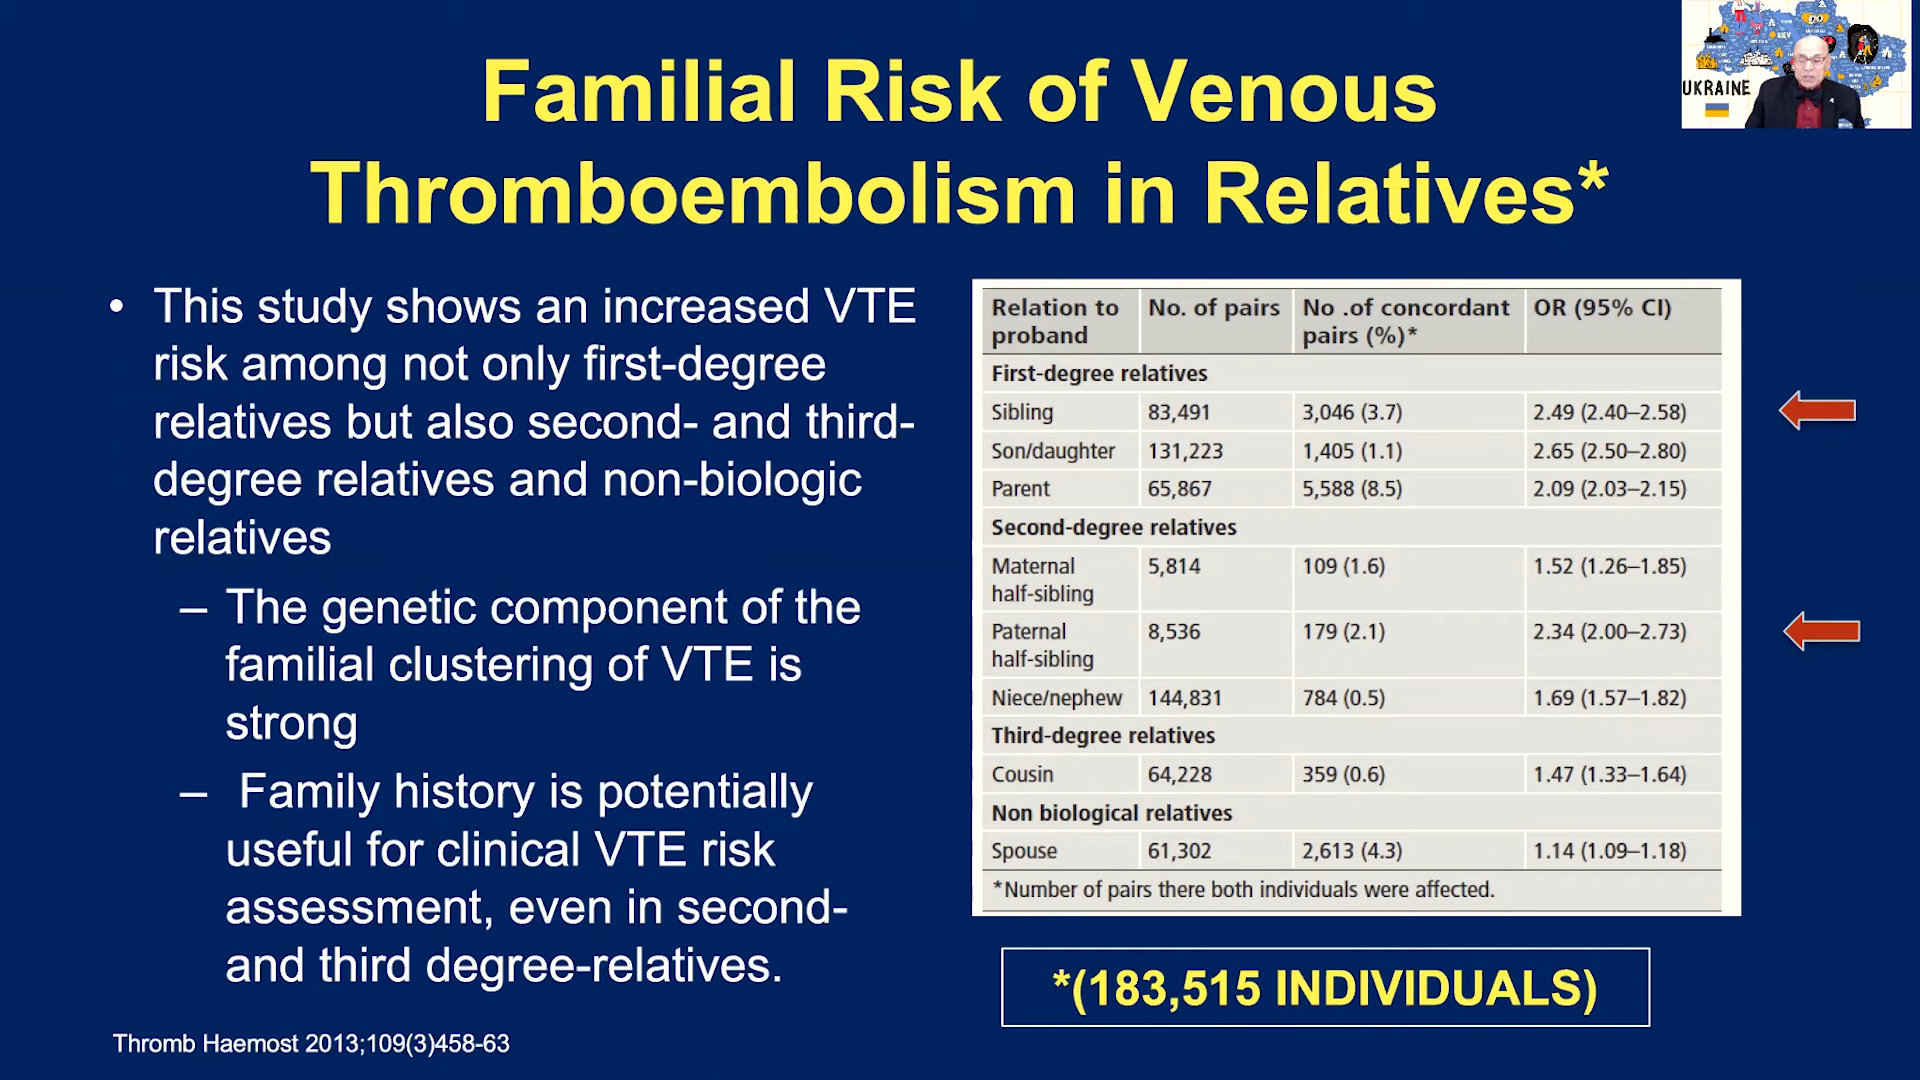 Familial Risk of Venous
Thromboembolism in Relatives*
UKRAINE
• This study shows an increased VTE
risk among not only first-degree
relatives but also second- and third-
degree relatives and non-biologic
relatives
– The genetic component of the
familial clustering of VTE is
strong
– Family history is potentially
useful for clinical VTE risk
assessment, even in second-
and third degree-relatives.
Thromb Haemost 2013;109(3)458-63
Relation to proband No. of pairs No .of concordant pairs (%)* OR (95% CI)
First-degree relatives
Sibling 83,491 3,046 (3.7) 2.49 (2.40–2.58)
Son/daughter 131,223 1,405 (1.1) 2.65 (2.50–2.80)
Parent 65,867 5,588 (8.5) 2.09 (2.03–2.15)
Second-degree relatives
Maternal half-sibling 5,814 109 (1.6) 1.52 (1.26–1.85)
Paternal half-sibling 8,536 179 (2.1) 2.34 (2.00–2.73)
Niece/nephew 144,831 784 (0.5) 1.69 (1.57–1.82)
Third-degree relatives
Cousin 64,228 359 (0.6) 1.47 (1.33–1.64)
Non biological relatives
Spouse 61,302 2,613 (4.3) 1.14 (1.09–1.18)
*Number of pairs there both individuals were affected.
*(183,515 INDIVIDUALS)